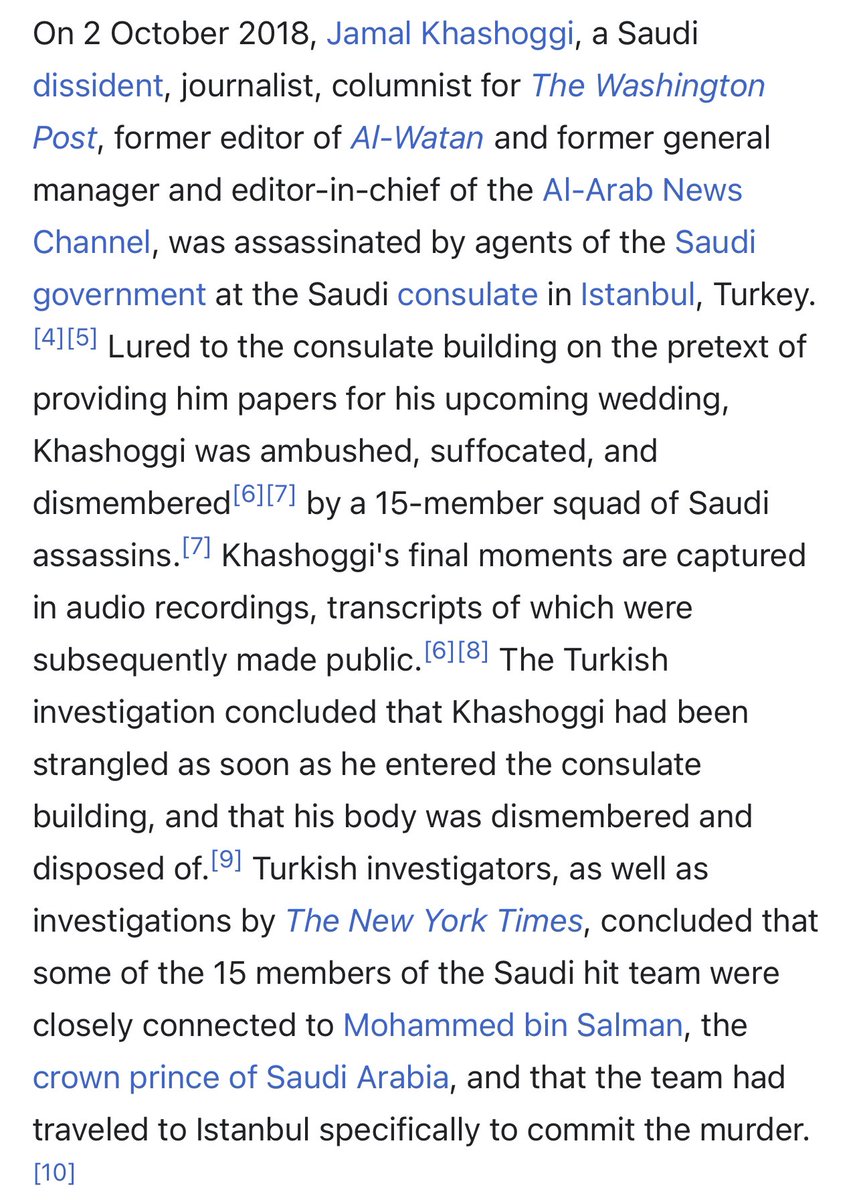 On 2 October 2018, Jamal Khashoggi, a Saudi
dissident, journalist, columnist for The Washington
Post, former editor of Al-Watan and former general
manager and editor-in-chief of the Al-Arab News
Channel, was assassinated by agents of the Saudi
government at the Saudi consulate in Istanbul, Turkey.
[4][5] Lured to the consulate building on the pretext of
providing him papers for his upcoming wedding,
Khashoggi was ambushed, suffocated, and
dismembered[6][7] by a 15-member squad of Saudi
assassins.[7] Khashoggi's final moments are captured
in audio recordings, transcripts of which were
subsequently made public.[6][8] The Turkish
investigation concluded that Khashoggi had been
strangled as soon as he entered the consulate
building, and that his body was dismembered and
disposed of.[9] Turkish investigators, as well as
investigations by The New York Times, concluded that
some of the 15 members of the Saudi hit team were
closely connected to Mohammed bin Salman, the
crown prince of Saudi Arabia, and that the team had
traveled to Istanbul specifically to commit the murder.
[10]